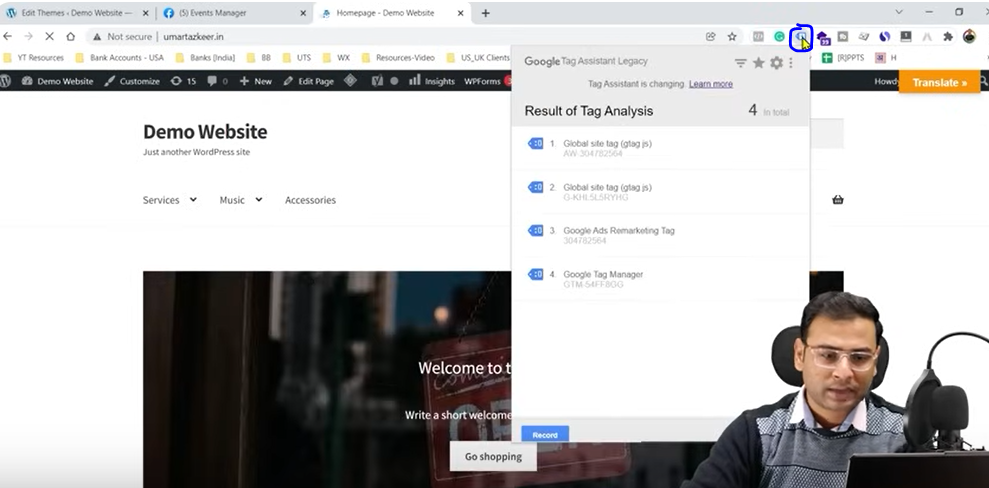 Edit Themes ‹ Demo Website —
(5) Events Manager
Homepage - Demo Website
Not secure | umartazkeer.in
YT Resources
Bank Accounts - USA
Banks [India]
BB
UTS
WX
Resources-Video
US_UK Clients
[R]PPTS
H
Demo Website
Customize
15
0
New
Edit Page
Insights
WPForms
Howdy
Translate »
Google Tag Assistant Legacy
Tag Assistant is changing. Learn more
Result of Tag Analysis
4 In total
1. Global site tag (gtag js)
AW-304782564
2. Global site tag (gtag js)
G-KHL5L5RYHG
3. Google Ads Remarketing Tag
304782564
4. Google Tag Manager
GTM-54FF8GG
Record
Demo Website
Just another WordPress site
Services
Music
Accessories
Welcome to t
Write a short welcome
Go shopping